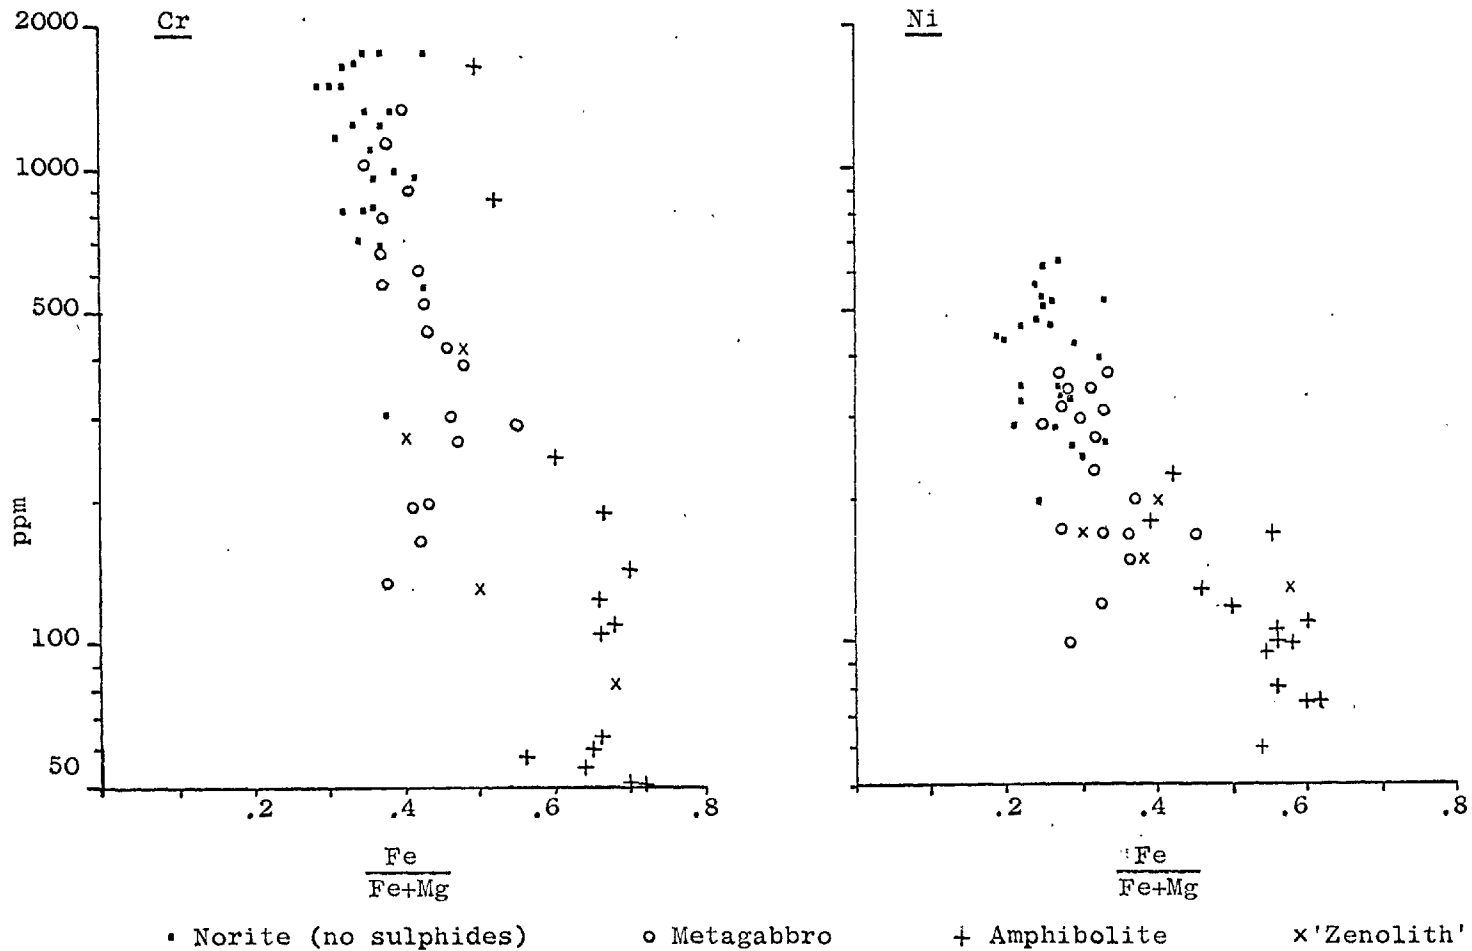 Cr
2000
1000
500
ppm
100
50
.2 .4 .6 .8
Fe
Fe+Mg
Ni
.2 .4 .6 .8
Fe
Fe+Mg
Norite (no sulphides) Metagabbro Amphibolite 'Zenolith'